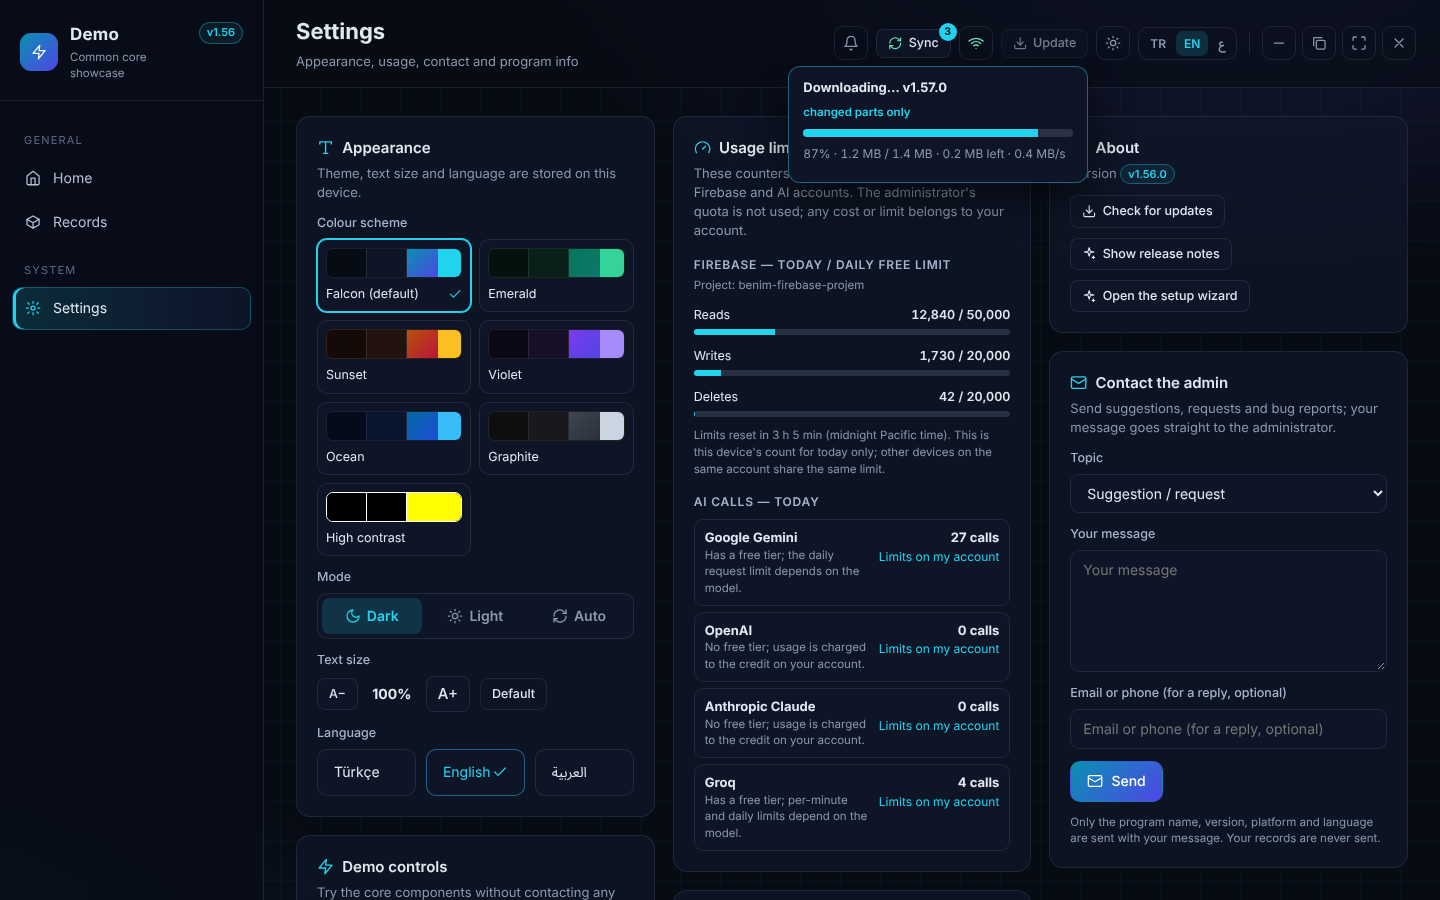 Demo
v1.56
Common core
showcase
GENERAL
Home
Records
SYSTEM
Settings
Settings
Appearance, usage, contact and program info
Sync
3
Update
TR
EN
ع
Downloading... v1.57.0
changed parts only
87% · 1.2 MB / 1.4 MB · 0.2 MB left · 0.4 MB/s
Appearance
Theme, text size and language are stored on this
device.
Colour scheme
Falcon (default)
Emerald
Sunset
Violet
Ocean
Graphite
High contrast
Mode
Dark
Light
Auto
Text size
A−
100%
A+
Default
Language
Türkçe
English
العربية
Demo controls
Try the core components without contacting any
Usage lim
These counters
Firebase and AI accounts. The administrator's
quota is not used; any cost or limit belongs to your
account.
FIREBASE — TODAY / DAILY FREE LIMIT
Project: benim-firebase-projem
Reads
12,840 / 50,000
Writes
1,730 / 20,000
Deletes
42 / 20,000
Limits reset in 3 h 5 min (midnight Pacific time). This is
this device's count for today only; other devices on the
same account share the same limit.
AI CALLS — TODAY
Google Gemini
27 calls
Has a free tier; the daily
request limit depends on the
model.
Limits on my account
OpenAI
0 calls
No free tier; usage is charged
to the credit on your account.
Limits on my account
Anthropic Claude
0 calls
No free tier; usage is charged
to the credit on your account.
Limits on my account
Groq
4 calls
Has a free tier; per-minute
and daily limits depend on the
model.
Limits on my account
About
rsion v1.56.0
Check for updates
Show release notes
Open the setup wizard
Contact the admin
Send suggestions, requests and bug reports; your
message goes straight to the administrator.
Topic
Suggestion / request
Your message
Your message
Email or phone (for a reply, optional)
Email or phone (for a reply, optional)
Send
Only the program name, version, platform and language
are sent with your message. Your records are never sent.